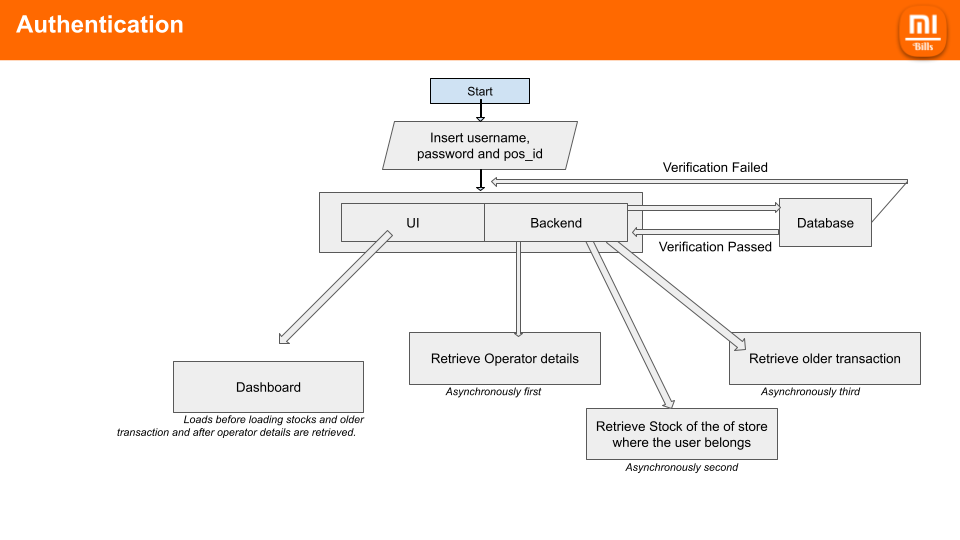 Authentication
MI
Bills
Start
Insert username,
password and pos_id
Verification Failed
UI
Backend
Database
Verification Passed
Retrieve Operator details
Asynchronously first
Retrieve older transaction
Asynchronously third
Dashboard
Loads before loading stocks and older
transaction and after operator details are retrieved.
Retrieve Stock of the of store
where the user belongs
Asynchronously second